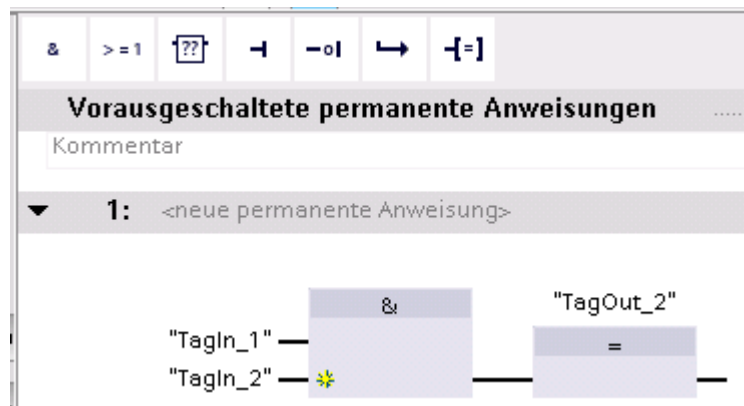 & >=1 ?? -o| -[=]
Vorausgeschaltete permanente Anweisungen .....
Kommentar
1: <neue permanente Anweisung>
& "TagOut_2"
"TagIn_1" =
"TagIn_2"